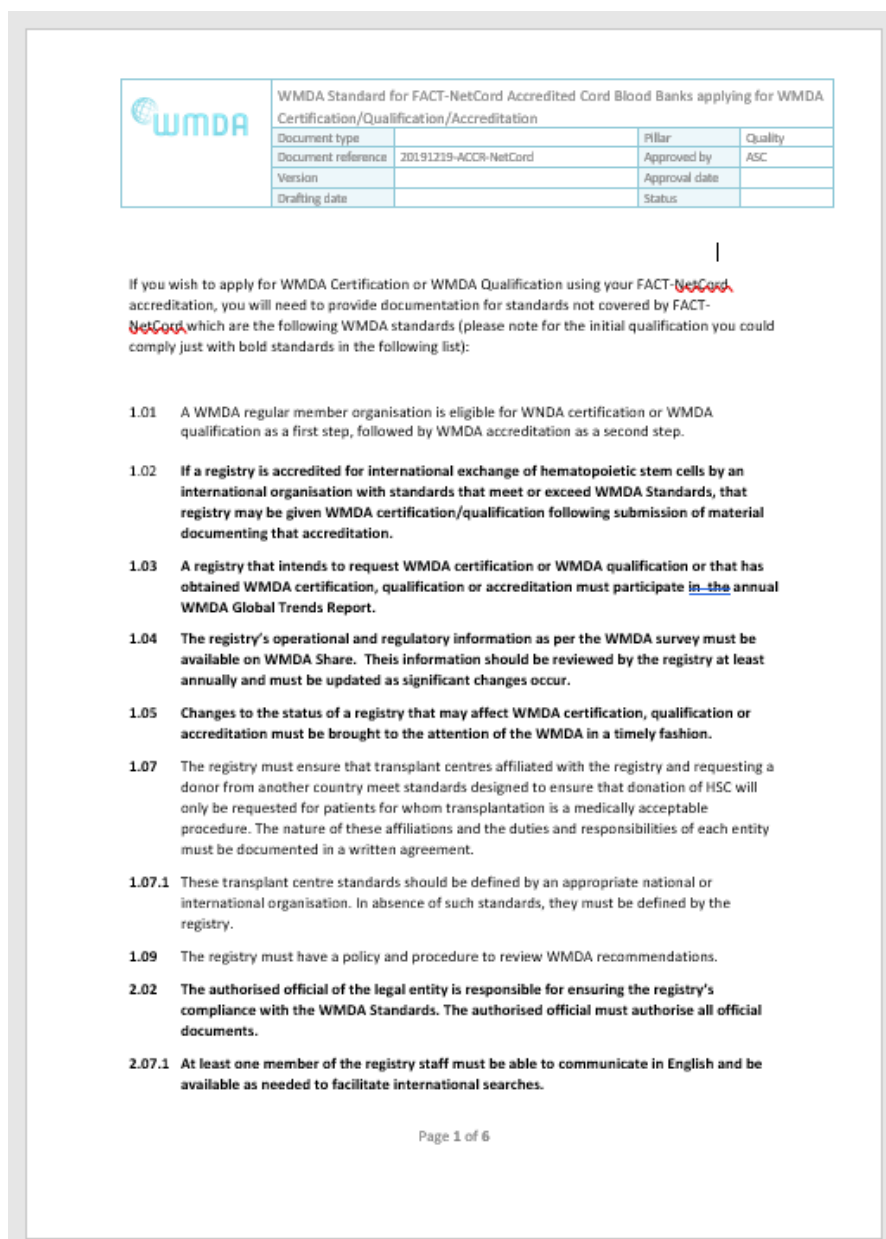 WMDA
WMDA Standard for FACT-NetCord Accredited Cord Blood Banks applying for WMDA
Certification/Qualification/Accreditation
Document type Pillar Quality
Document reference 20191219-ACCR-NetCord Approved by ASC
Version Approval date
Drafting date Status
If you wish to apply for WMDA Certification or WMDA Qualification using your FACT-NetCord
accreditation, you will need to provide documentation for standards not covered by FACT-
NetCord which are the following WMDA standards (please note for the initial qualification you could
comply just with bold standards in the following list):
1.01 A WMDA regular member organisation is eligible for WNDA certification or WMDA
qualification as a first step, followed by WMDA accreditation as a second step.
1.02 If a registry is accredited for international exchange of hematopoietic stem cells by an
international organisation with standards that meet or exceed WMDA Standards, that
registry may be given WMDA certification/qualification following submission of material
documenting that accreditation.
1.03 A registry that intends to request WMDA certification or WMDA qualification or that has
obtained WMDA certification, qualification or accreditation must participate in the annual
WMDA Global Trends Report.
1.04 The registry's operational and regulatory information as per the WMDA survey must be
available on WMDA Share. Theis information should be reviewed by the registry at least
annually and must be updated as significant changes occur.
1.05 Changes to the status of a registry that may affect WMDA certification, qualification or
accreditation must be brought to the attention of the WMDA in a timely fashion.
1.07 The registry must ensure that transplant centres affiliated with the registry and requesting a
donor from another country meet standards designed to ensure that donation of HSC will
only be requested for patients for whom transplantation is a medically acceptable
procedure. The nature of these affiliations and the duties and responsibilities of each entity
must be documented in a written agreement.
1.07.1 These transplant centre standards should be defined by an appropriate national or
international organisation. In absence of such standards, they must be defined by the
registry.
1.09 The registry must have a policy and procedure to review WMDA recommendations.
2.02 The authorised official of the legal entity is responsible for ensuring the registry's
compliance with the WMDA Standards. The authorised official must authorise all official
documents.
2.07.1 At least one member of the registry staff must be able to communicate in English and be
available as needed to facilitate international searches.
Page 1 of 6